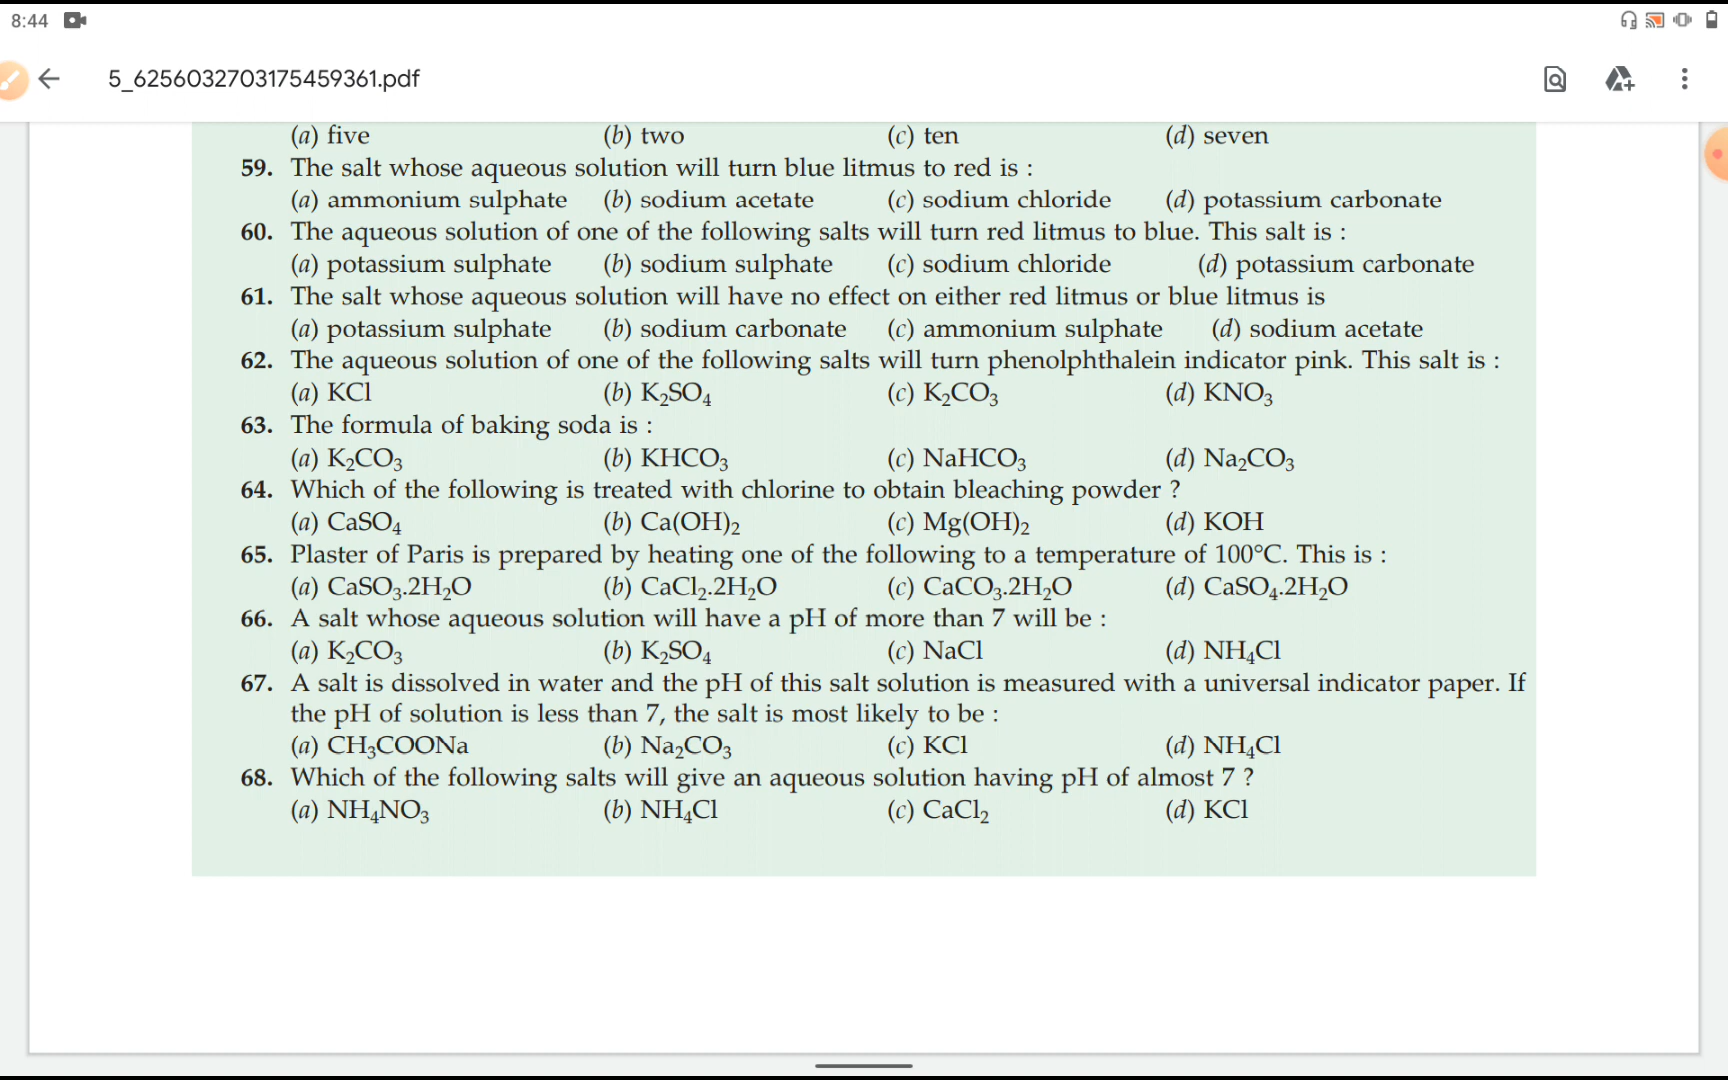 8:44
5_6256032703175459361.pdf
(a) five (b) two (c) ten (d) seven
59. The salt whose aqueous solution will turn blue litmus to red is :
(a) ammonium sulphate (b) sodium acetate (c) sodium chloride (d) potassium carbonate
60. The aqueous solution of one of the following salts will turn red litmus to blue. This salt is :
(a) potassium sulphate (b) sodium sulphate (c) sodium chloride (d) potassium carbonate
61. The salt whose aqueous solution will have no effect on either red litmus or blue litmus is
(a) potassium sulphate (b) sodium carbonate (c) ammonium sulphate (d) sodium acetate
62. The aqueous solution of one of the following salts will turn phenolphthalein indicator pink. This salt is :
(a) KCl (b) K₂SO₄ (c) K₂CO₃ (d) KNO₃
63. The formula of baking soda is :
(a) K₂CO₃ (b) KHCO₃ (c) NaHCO₃ (d) Na₂CO₃
64. Which of the following is treated with chlorine to obtain bleaching powder ?
(a) CaSO₄ (b) Ca(OH)₂ (c) Mg(OH)₂ (d) KOH
65. Plaster of Paris is prepared by heating one of the following to a temperature of 100°C. This is :
(a) CaSO₃.2H₂O (b) CaCl₂.2H₂O (c) CaCO₃.2H₂O (d) CaSO₄.2H₂O
66. A salt whose aqueous solution will have a pH of more than 7 will be :
(a) K₂CO₃ (b) K₂SO₄ (c) NaCl (d) NH₄Cl
67. A salt is dissolved in water and the pH of this salt solution is measured with a universal indicator paper. If
the pH of solution is less than 7, the salt is most likely to be :
(a) CH₃COONa (b) Na₂CO₃ (c) KCl (d) NH₄Cl
68. Which of the following salts will give an aqueous solution having pH of almost 7 ?
(a) NH₄NO₃ (b) NH₄Cl (c) CaCl₂ (d) KCl